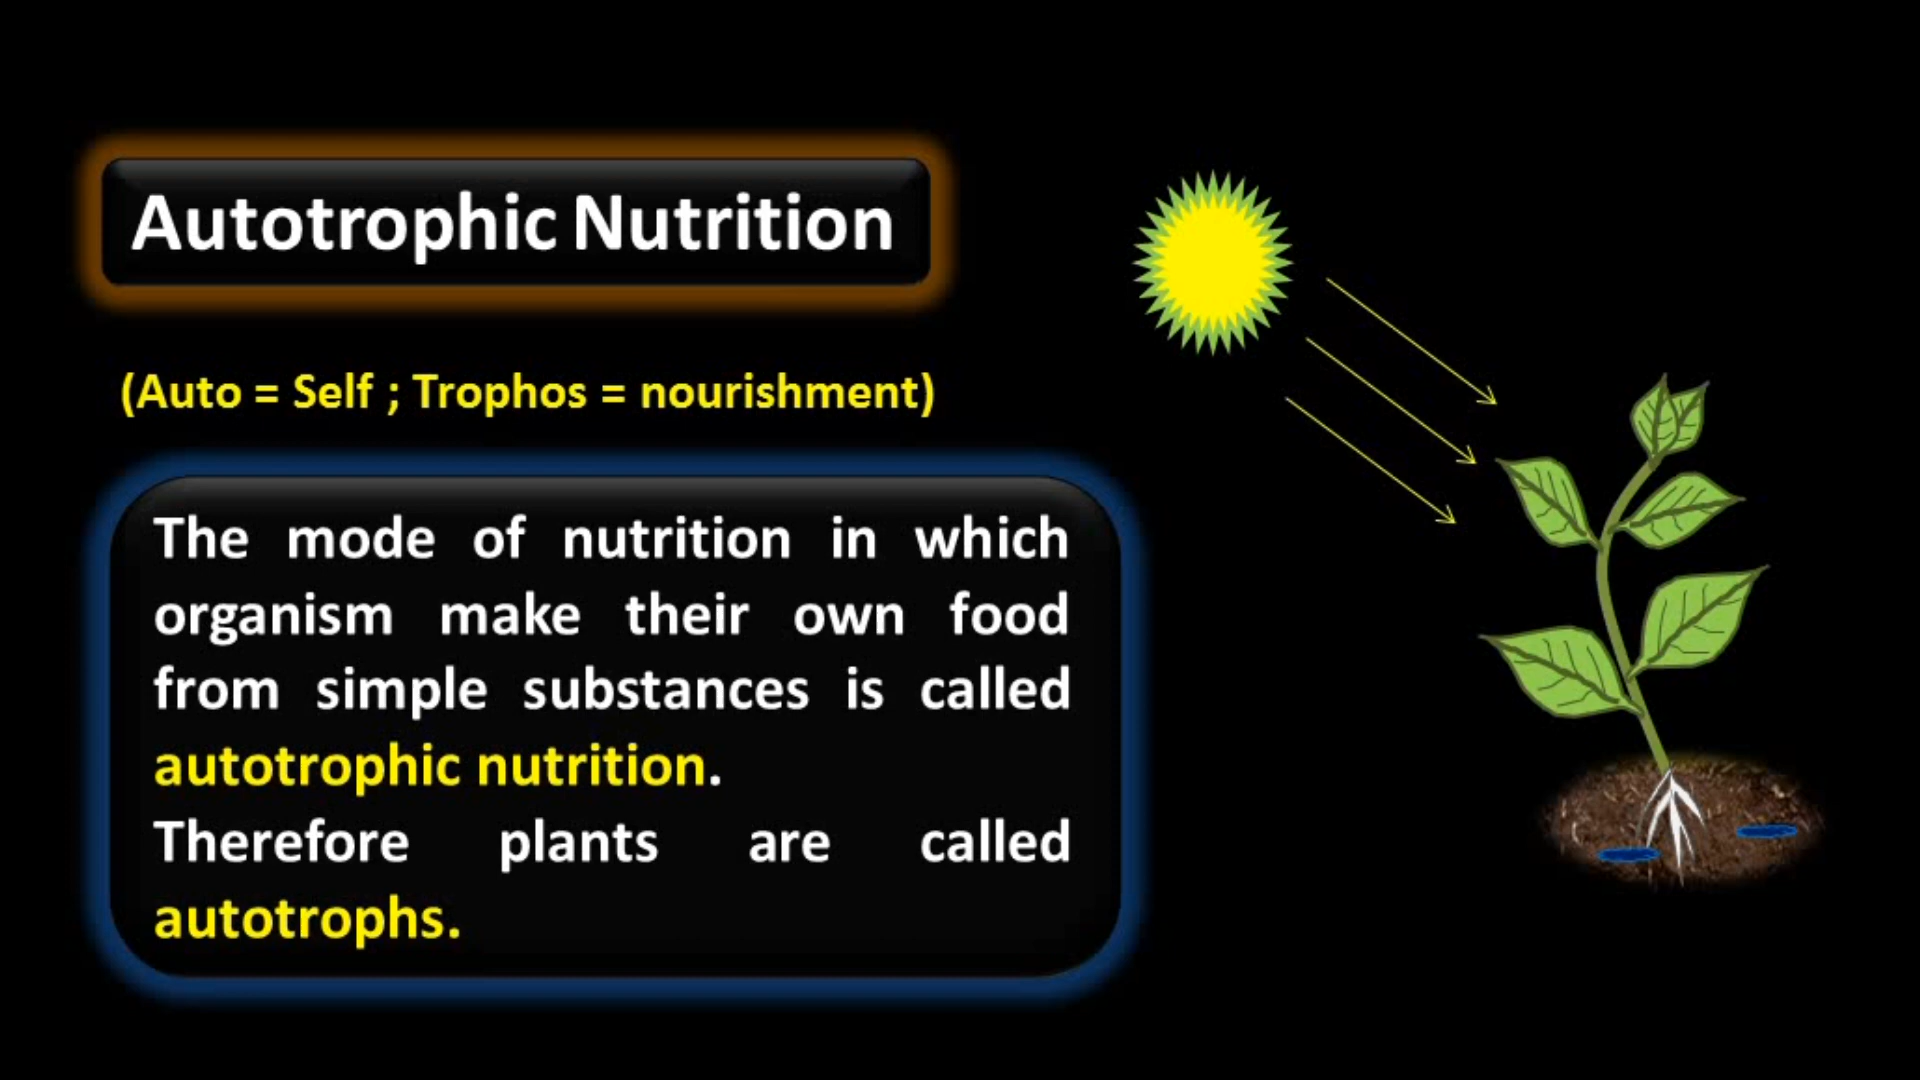 Autotrophic Nutrition
(Auto = Self ; Trophos = nourishment)
The mode of nutrition in which
organism make their own food
from simple substances is called
autotrophic nutrition.
Therefore plants are called
autotrophs.